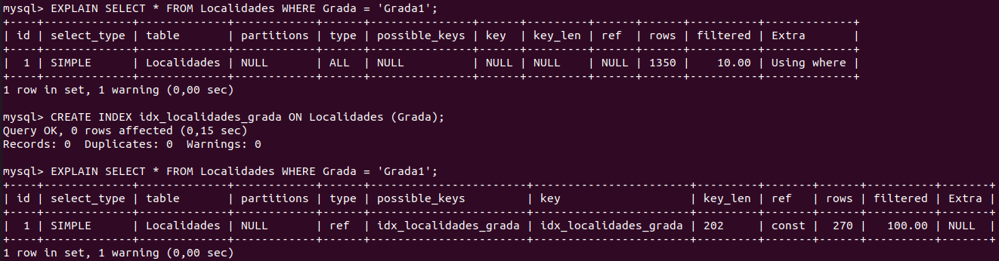 mysql> EXPLAIN SELECT * FROM Localidades WHERE Grada = 'Grada1';
+----+-------------+-------------+------------+------+---------------+------+---------+------+------+----------+-------------+
| id | select_type | table       | partitions | type | possible_keys | key  | key_len | ref  | rows | filtered | Extra       |
+----+-------------+-------------+------------+------+---------------+------+---------+------+------+----------+-------------+
|  1 | SIMPLE      | Localidades | NULL       | ALL  | NULL          | NULL | NULL    | NULL | 1350 |    10.00 | Using where |
+----+-------------+-------------+------------+------+---------------+------+---------+------+------+----------+-------------+
1 row in set, 1 warning (0,00 sec)

mysql> CREATE INDEX idx_localidades_grada ON Localidades (Grada);
Query OK, 0 rows affected (0,15 sec)
Records: 0  Duplicates: 0  Warnings: 0

mysql> EXPLAIN SELECT * FROM Localidades WHERE Grada = 'Grada1';
+----+-------------+-------------+------------+------+-----------------------+-----------------------+---------+-------+------+----------+-------+
| id | select_type | table       | partitions | type | possible_keys         | key                   | key_len | ref   | rows | filtered | Extra |
+----+-------------+-------------+------------+------+-----------------------+-----------------------+---------+-------+------+----------+-------+
|  1 | SIMPLE      | Localidades | NULL       | ref  | idx_localidades_grada | idx_localidades_grada | 202     | const |  270 |   100.00 | NULL  |
+----+-------------+-------------+------------+------+-----------------------+-----------------------+---------+-------+------+----------+-------+
1 row in set, 1 warning (0,00 sec)